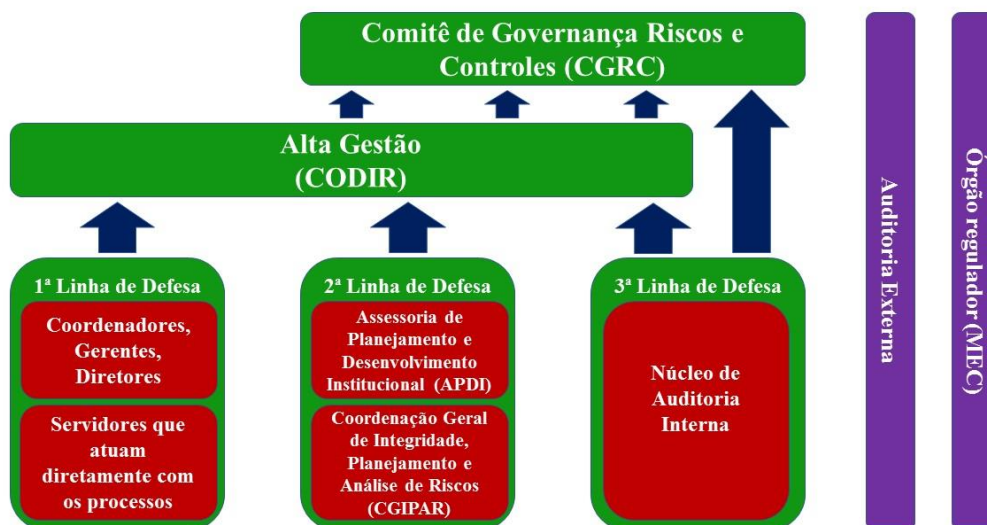 Comitê de Governança Riscos e
Controles (CGRC)
Alta Gestão
(CODIR)
1ª Linha de Defesa
Coordenadores,
Gerentes,
Diretores
Servidores que
atuam
diretamente com
os processos
2ª Linha de Defesa
Assessoria de
Planejamento e
Desenvolvimento
Institucional (APDI)
Coordenação Geral
de Integridade,
Planejamento e
Análise de Riscos
(CGIPAR)
3ª Linha de Defesa
Núcleo de
Auditoria
Interna
Auditoria Externa
Órgão regulador (MEC)